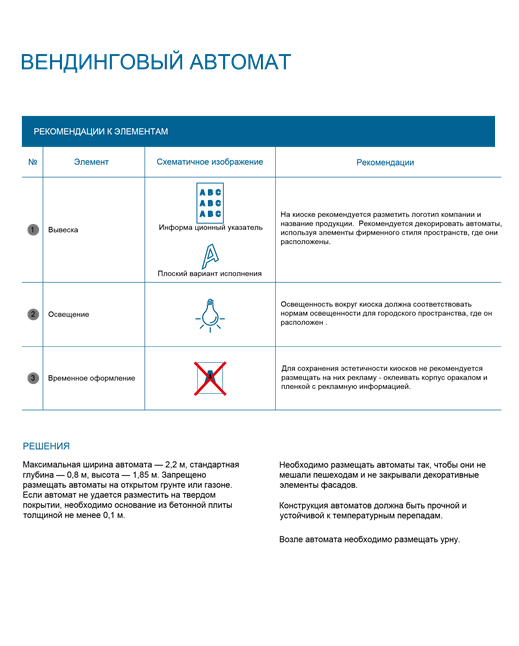 ВЕНДИНГОВЫЙ АВТОМАТ
РЕКОМЕНДАЦИИ К ЭЛЕМЕНТАМ
№ Элемент Схематичное изображение Рекомендации
1 Вывеска
ABC
ABC
ABC
Информа ционный указатель
A
Плоский вариант исполнения
На киоске рекомендуется разметить логотип компании и
название продукции. Рекомендуется декорировать автоматы,
используя элементы фирменного стиля пространств, где они
расположены.
2 Освещение
Освещенность вокруг киоска должна соответствовать
нормам освещенности для городского пространства, где он
расположен .
3 Временное оформление
A
Для сохранения эстетичности киосков не рекомендуется
размещать на них рекламу - оклеивать корпус оракалом и
пленкой с рекламную информацией.
РЕШЕНИЯ
Максимальная ширина автомата — 2,2 м, стандартная
глубина — 0,8 м, высота — 1,85 м. Запрещено
размещать автоматы на открытом грунте или газоне.
Если автомат не удается разместить на твердом
покрытии, необходимо основание из бетонной плиты
толщиной не менее 0,1 м.
Необходимо размещать автоматы так, чтобы они не
мешали пешеходам и не закрывали декоративные
элементы фасадов.
Конструкция автоматов должна быть прочной и
устойчивой к температурным перепадам.
Возле автомата необходимо размещать урну.